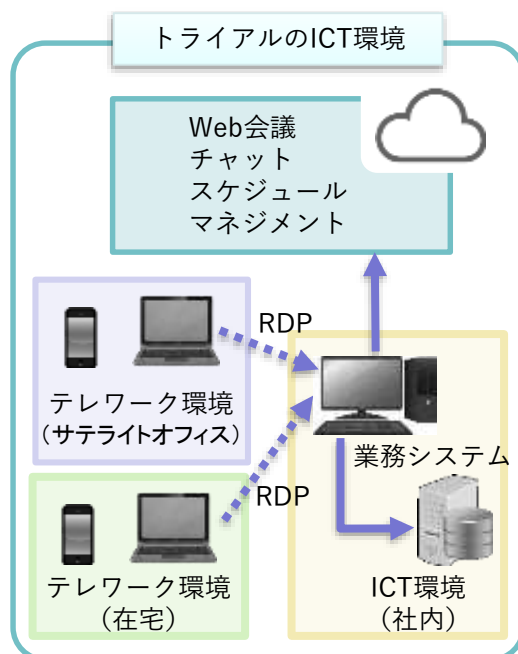 トライアルのICT環境
Web会議
チャット
スケジュール
マネジメント
RDP
テレワーク環境
（サテライトオフィス）
業務システム
RDP
テレワーク環境
（在宅）
ICT環境
（社内）